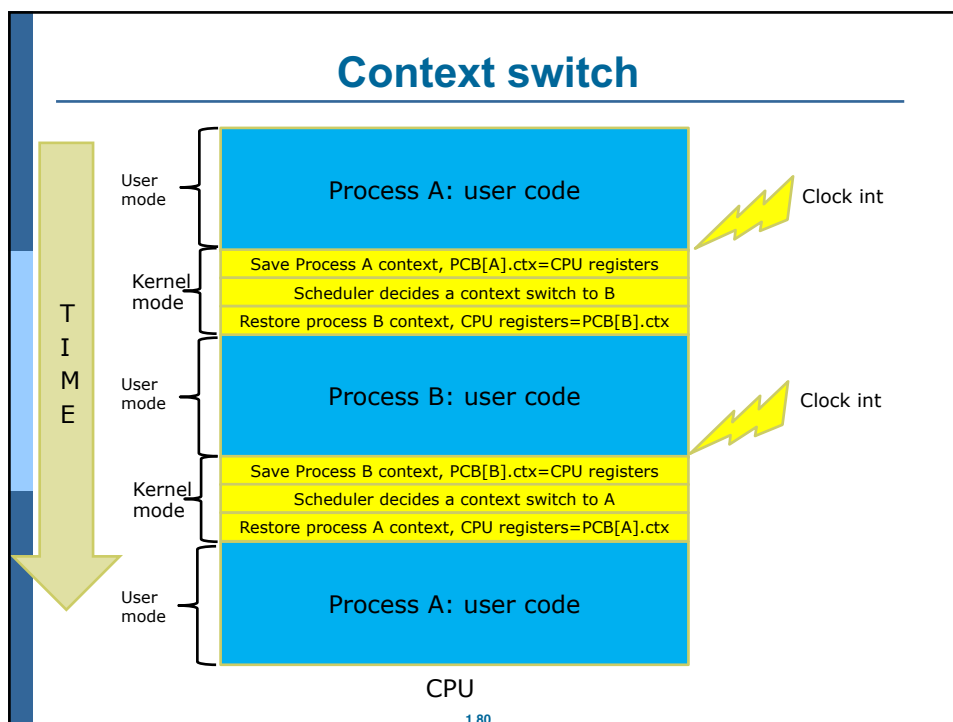 Context switch
User
mode
Process A: user code
Clock int
Kernel
mode
Save Process A context, PCB[A].ctx=CPU registers
Scheduler decides a context switch to B
Restore process B context, CPU registers=PCB[B].ctx
T
I
M
E
User
mode
Process B: user code
Clock int
Kernel
mode
Save Process B context, PCB[B].ctx=CPU registers
Scheduler decides a context switch to A
Restore process A context, CPU registers=PCB[A].ctx
User
mode
Process A: user code
CPU
1.80